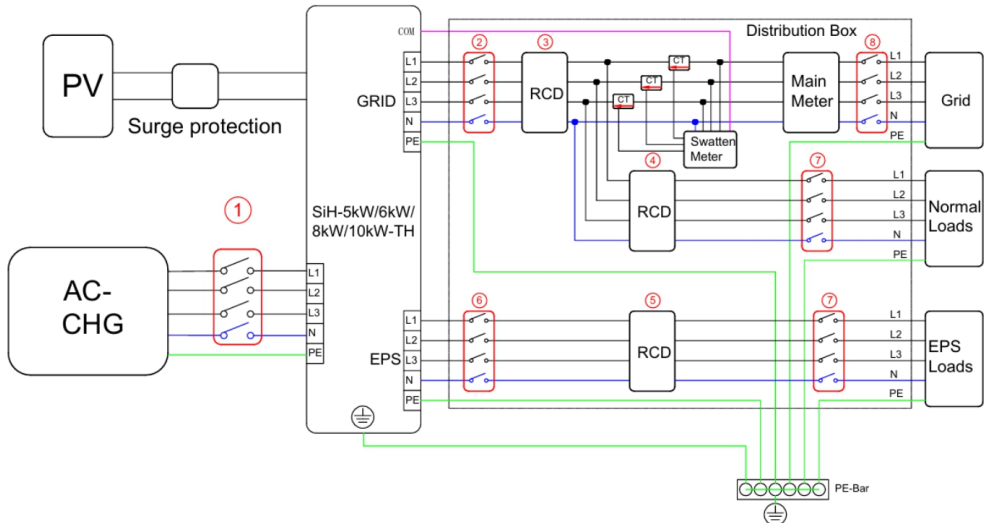 Distribution Box
COM
②
③
⑧
PV
L1
CT
L1
L2
CT
Main
Meter
L2
GRID
RCD
Grid
L3
CT
L3
N
N
Surge protection
PE
Swatten
Meter
PE
④
⑦
L1
L2
①
SiH-5kW/6kW/
8kW/10kW-TH
RCD
L3
Normal
Loads
N
PE
AC-
CHG
L1
L2
L3
N
PE
⑥
⑤
⑦
L1
L1
L2
L2
EPS
L3
RCD
L3
EPS
Loads
N
N
PE
PE
PE-Bar